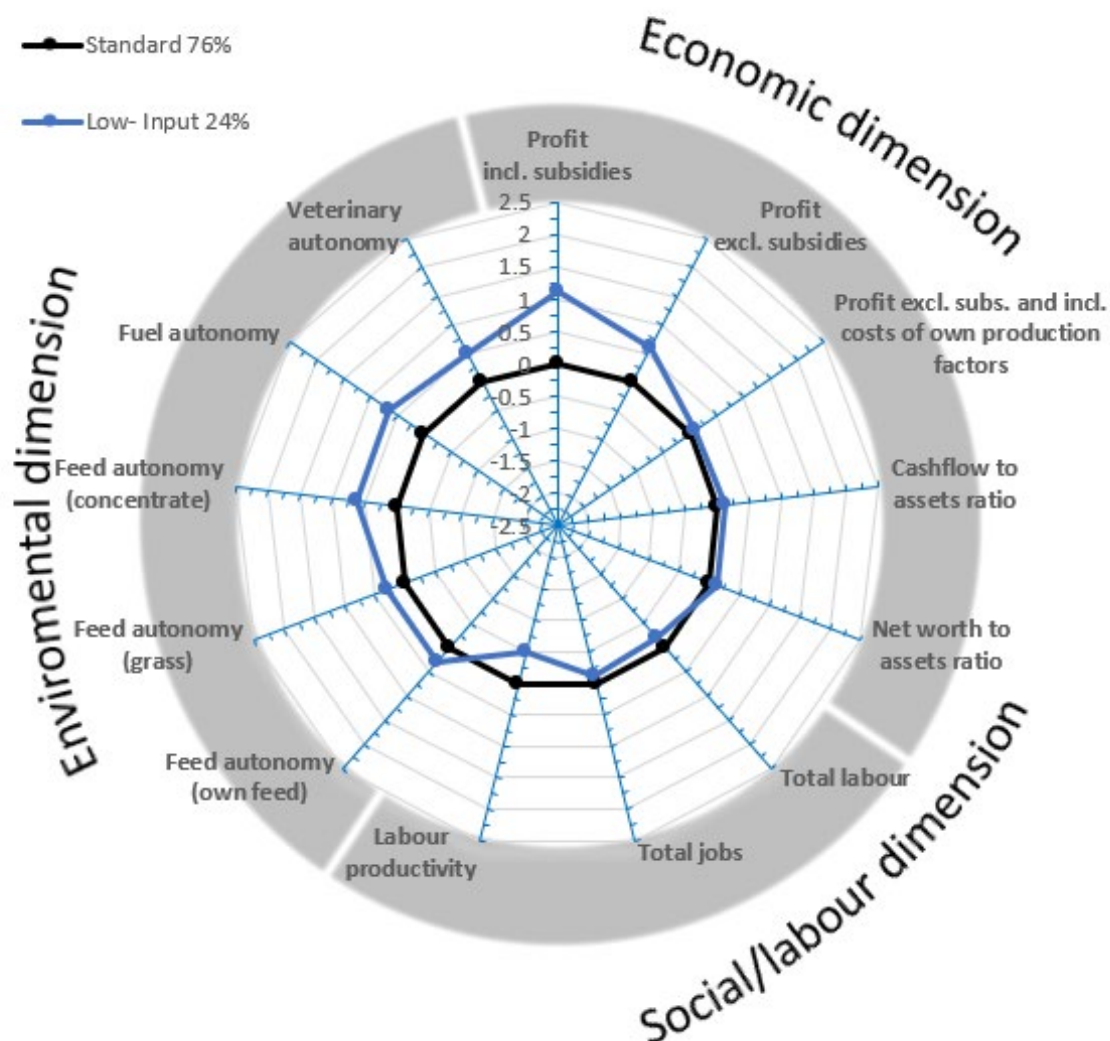 Standard 76%
Low- Input 24%
Economic dimension
Profit
incl. subsidies
Profit
excl. subsidies
Profit excl. subs. and incl.
costs of own production
factors
Cashflow to
assets ratio
Net worth to
assets ratio
Total labour
Total jobs
Labour
productivity
Feed autonomy
(own feed)
Feed autonomy
(grass)
Feed autonomy
(concentrate)
Fuel autonomy
Veterinary
autonomy
2.5
2
1.5
1
0.5
0
-0.5
-1
-1.5
-2
-2.5
Enviromental dimension
Social/labour dimension